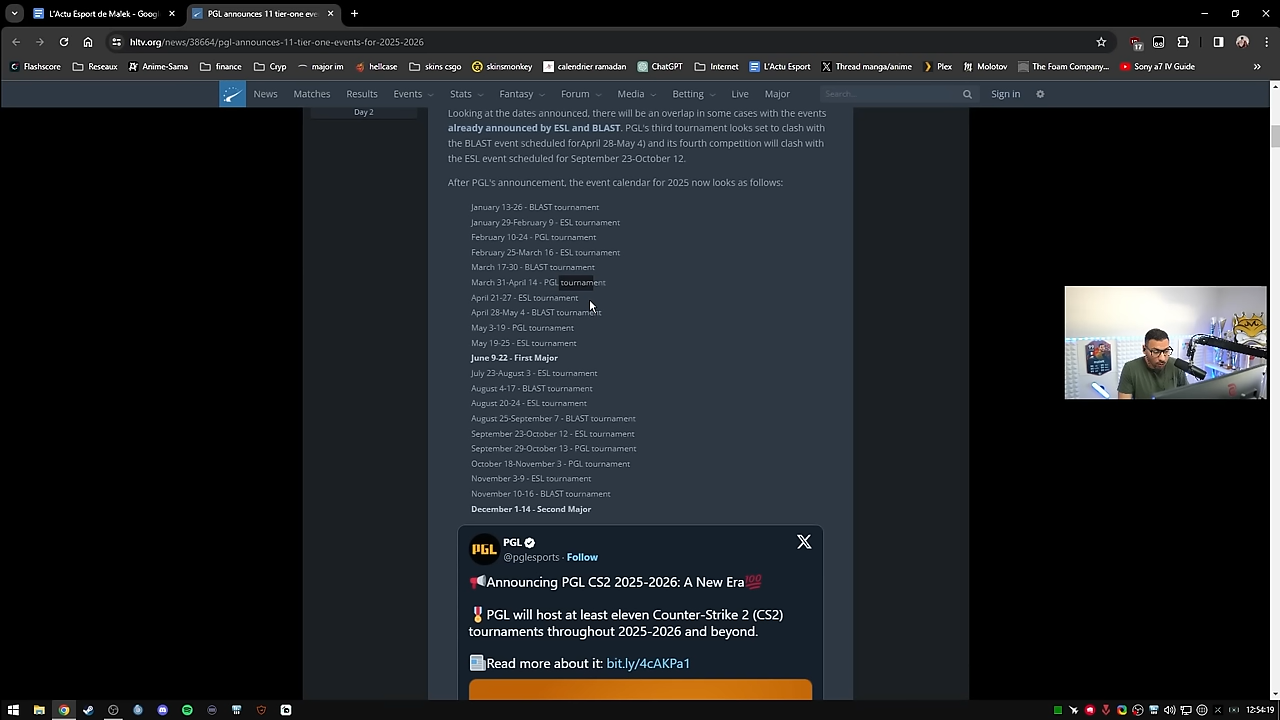 L'Actu Esport de Malek - Googl
PGL announces 11 tier-one eve
hltv.org/news/38664/pgl-announces-11-tier-one-events-for-2025-2026
17
Flashscore
Reseaux
Anime-Sama
finance
Cryp
major im
hellcase
skins csgo
skinsmonkey
calendrier ramadan
ChatGPT
Internet
L'Actu Esport
Thread manga/anime
Plex
Molotov
The Foam Company...
Sony a7 IV Guide
News
Matches
Results
Events
Stats
Fantasy
Forum
Media
Betting
Live
Major
Search...
Sign in
Day 2
Looking at the dates announced, there will be an overlap in some cases with the events
already announced by ESL and BLAST. PGL's third tournament looks set to clash with
the BLAST event scheduled forApril 28-May 4) and its fourth competition will clash with
the ESL event scheduled for September 23-October 12.
After PGL's announcement, the event calendar for 2025 now looks as follows:
January 13-26 - BLAST tournament
January 29-February 9 - ESL tournament
February 10-24 - PGL tournament
February 25-March 16 - ESL tournament
March 17-30 - BLAST tournament
March 31-April 14 - PGL tournament
April 21-27 - ESL tournament
April 28-May 4 - BLAST tournament
May 3-19 - PGL tournament
May 19-25 - ESL tournament
June 9-22 - First Major
July 23-August 3 - ESL tournament
August 4-17 - BLAST tournament
August 20-24 - ESL tournament
August 25-September 7 - BLAST tournament
September 23-October 12 - ESL tournament
September 29-October 13 - PGL tournament
October 18-November 3 - PGL tournament
November 3-9 - ESL tournament
November 10-16 - BLAST tournament
December 1-14 - Second Major
PGL
PGL
@pglesports · Follow
📢Announcing PGL CS2 2025-2026: A New Era💯
🎖️PGL will host at least eleven Counter-Strike 2 (CS2)
tournaments throughout 2025-2026 and beyond.
📰Read more about it: bit.ly/4cAKPa1
12:54:19